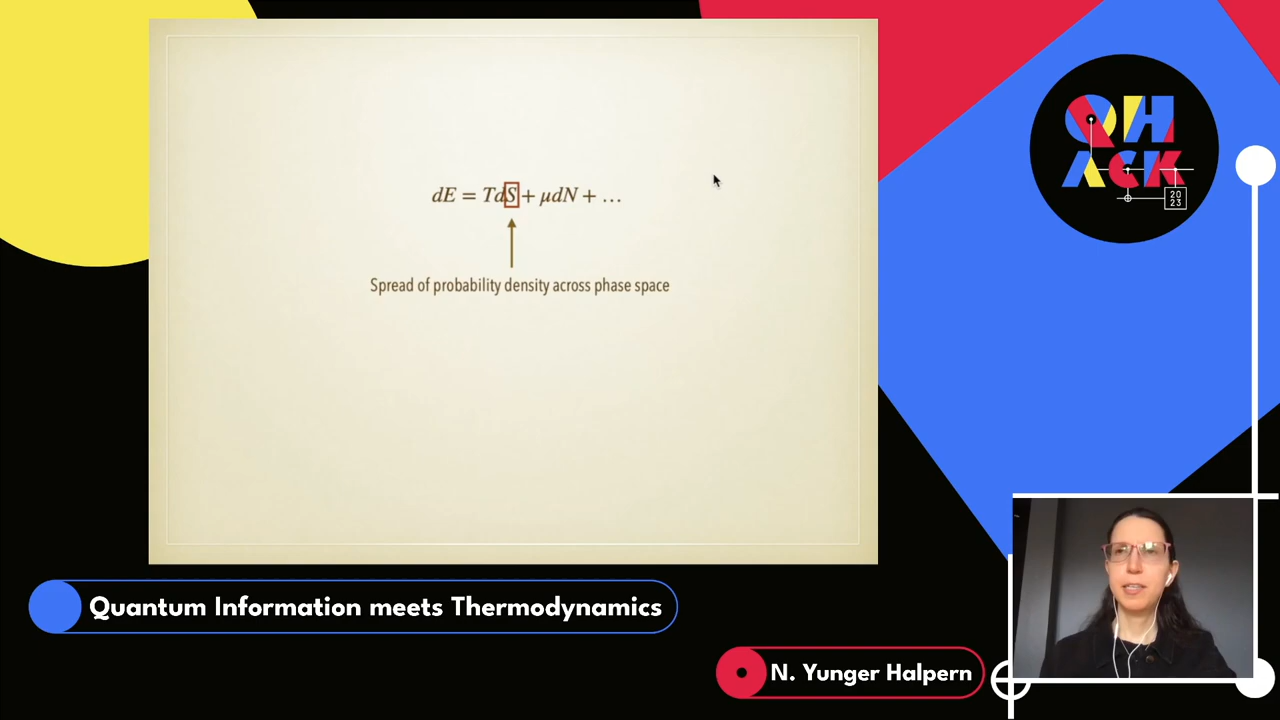 QH
ACK
20
23
dE = TdS + μdN + …
Spread of probability density across phase space
Quantum Information meets Thermodynamics
N. Yunger Halpern